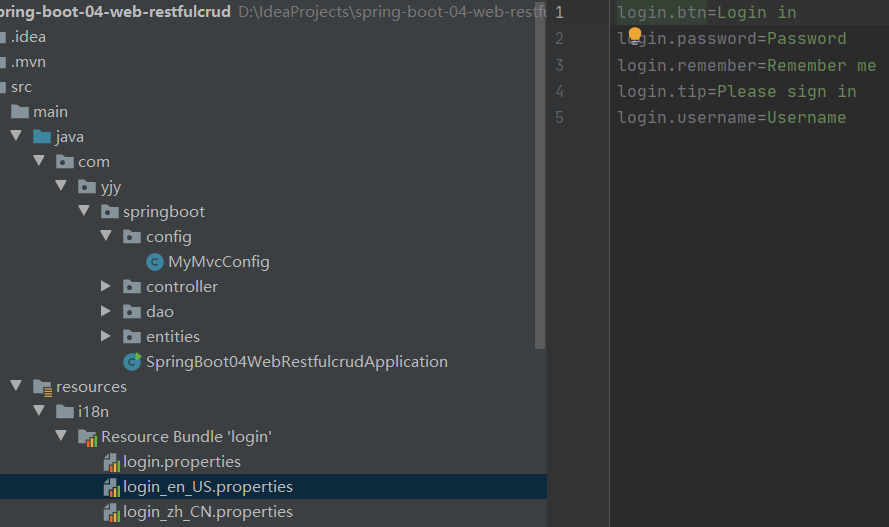 pring-boot-04-web-restfulcrud D:\IdeaProjects\spring-boot-04-web-restf
.idea
.mvn
src
main
java
com
yjy
springboot
config
MyMvcConfig
controller
dao
entities
SpringBoot04WebRestfulcrudApplication
resources
i18n
Resource Bundle 'login'
login.properties
login_en_US.properties
login_zh_CN.properties
1 login.btn=Login in
2 login.password=Password
3 login.remember=Remember me
4 login.tip=Please sign in
5 login.username=Username